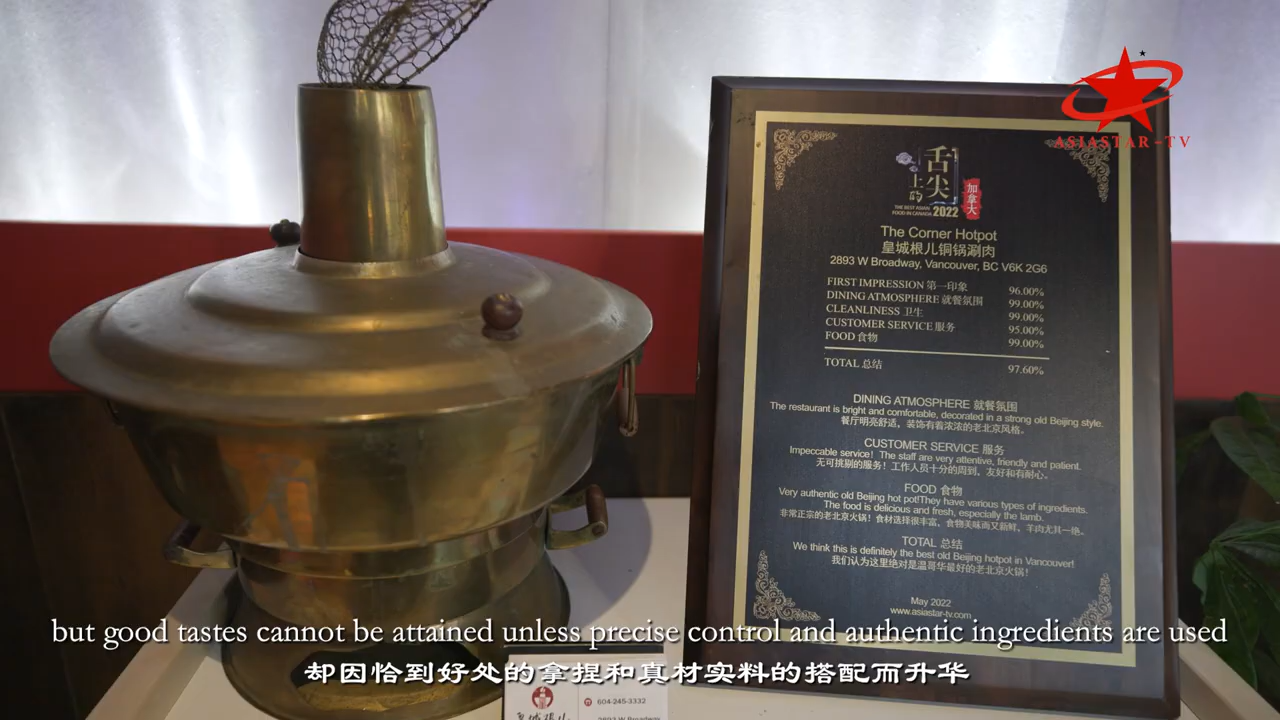 ASIASTAR-TV
舌尖
上的
加拿大
THE BEST ASIAN
FOOD IN CANADA 2022
The Corner Hotpot
皇城根儿铜锅涮肉
2893 W Broadway, Vancouver, BC V6K 2G6
FIRST IMPRESSION 第一印象 96.00%
DINING ATMOSPHERE 就餐氛围 99.00%
CLEANLINESS 卫生 99.00%
CUSTOMER SERVICE 服务 95.00%
FOOD 食物 99.00%
TOTAL 总结 97.60%
DINING ATMOSPHERE 就餐氛围
The restaurant is bright and comfortable, decorated in a strong old Beijing style.
餐厅明亮舒适，装饰有着浓浓的老北京风格。
CUSTOMER SERVICE 服务
Impeccable service! The staff are very attentive, friendly and patient.
无可挑剔的服务！工作人员十分的周到、友好和有耐心。
FOOD 食物
Very authentic old Beijing hot pot!They have various types of ingredients.
The food is delicious and fresh, especially the lamb.
非常正宗的老北京火锅！食材选择很丰富，食物美味而又新鲜，羊肉尤其一绝。
TOTAL 总结
We think this is definitely the best old Beijing hotpot in Vancouver!
我们认为这里绝对是温哥华最好的老北京火锅！
May 2022
www.asiastar-tv.com
but good tastes cannot be attained unless precise control and authentic ingredients are used
却因恰到好处的拿捏和真材实料的搭配而升华
604-245-3332
皇城根儿
2893 W Broadway